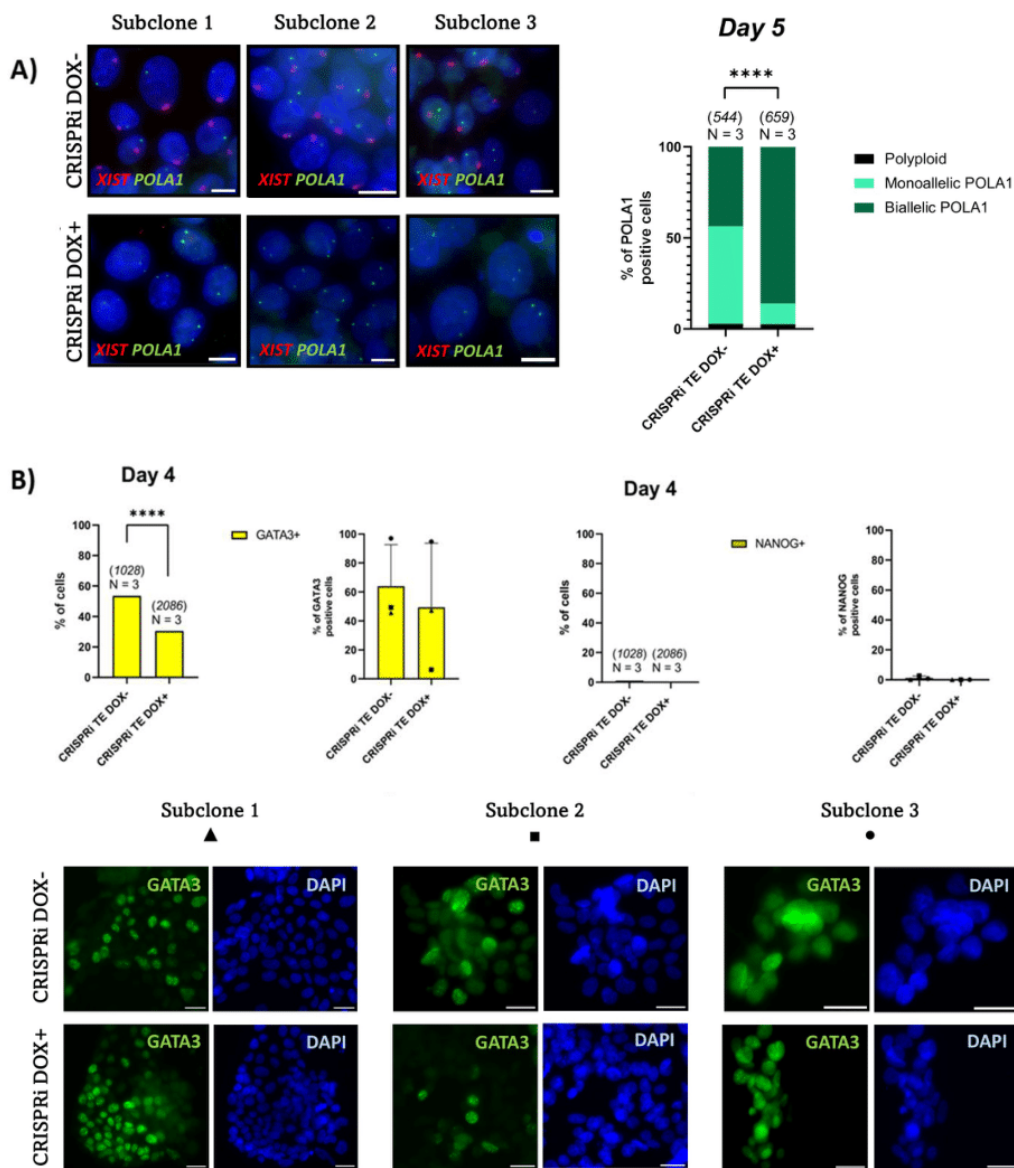 Subclone 1 Subclone 2 Subclone 3
Day 5
A)
CRISPRi DOX-
XIST POLA1 XIST POLA1 XIST POLA1
CRISPRi DOX+
XIST POLA1 XIST POLA1 XIST POLA1
****
(544) (659)
N = 3 N = 3
100
50
0
% of POLA1
positive cells
CRISPRi TE DOX-
CRISPRi TE DOX+
Polyploid
Monoallelic POLA1
Biallelic POLA1
B)
Day 4
****
(1028)
N = 3
(2086)
N = 3
100
80
60
40
20
0
% of cells
CRISPRi TE DOX-
CRISPRi TE DOX+
GATA3+
100
80
60
40
20
0
% of GATA3
positive cells
CRISPRi TE DOX-
CRISPRi TE DOX+
Day 4
100
80
60
40
20
0
% of cells
(1028) (2086)
N = 3 N = 3
CRISPRi TE DOX-
CRISPRi TE DOX+
NANOG+
100
80
60
40
20
0
% of NANOG
positive cells
CRISPRi TE DOX-
CRISPRi TE DOX+
Subclone 1 Subclone 2 Subclone 3
CRISPRi DOX-
GATA3 DAPI GATA3 DAPI GATA3 DAPI
CRISPRi DOX+
GATA3 DAPI GATA3 DAPI GATA3 DAPI